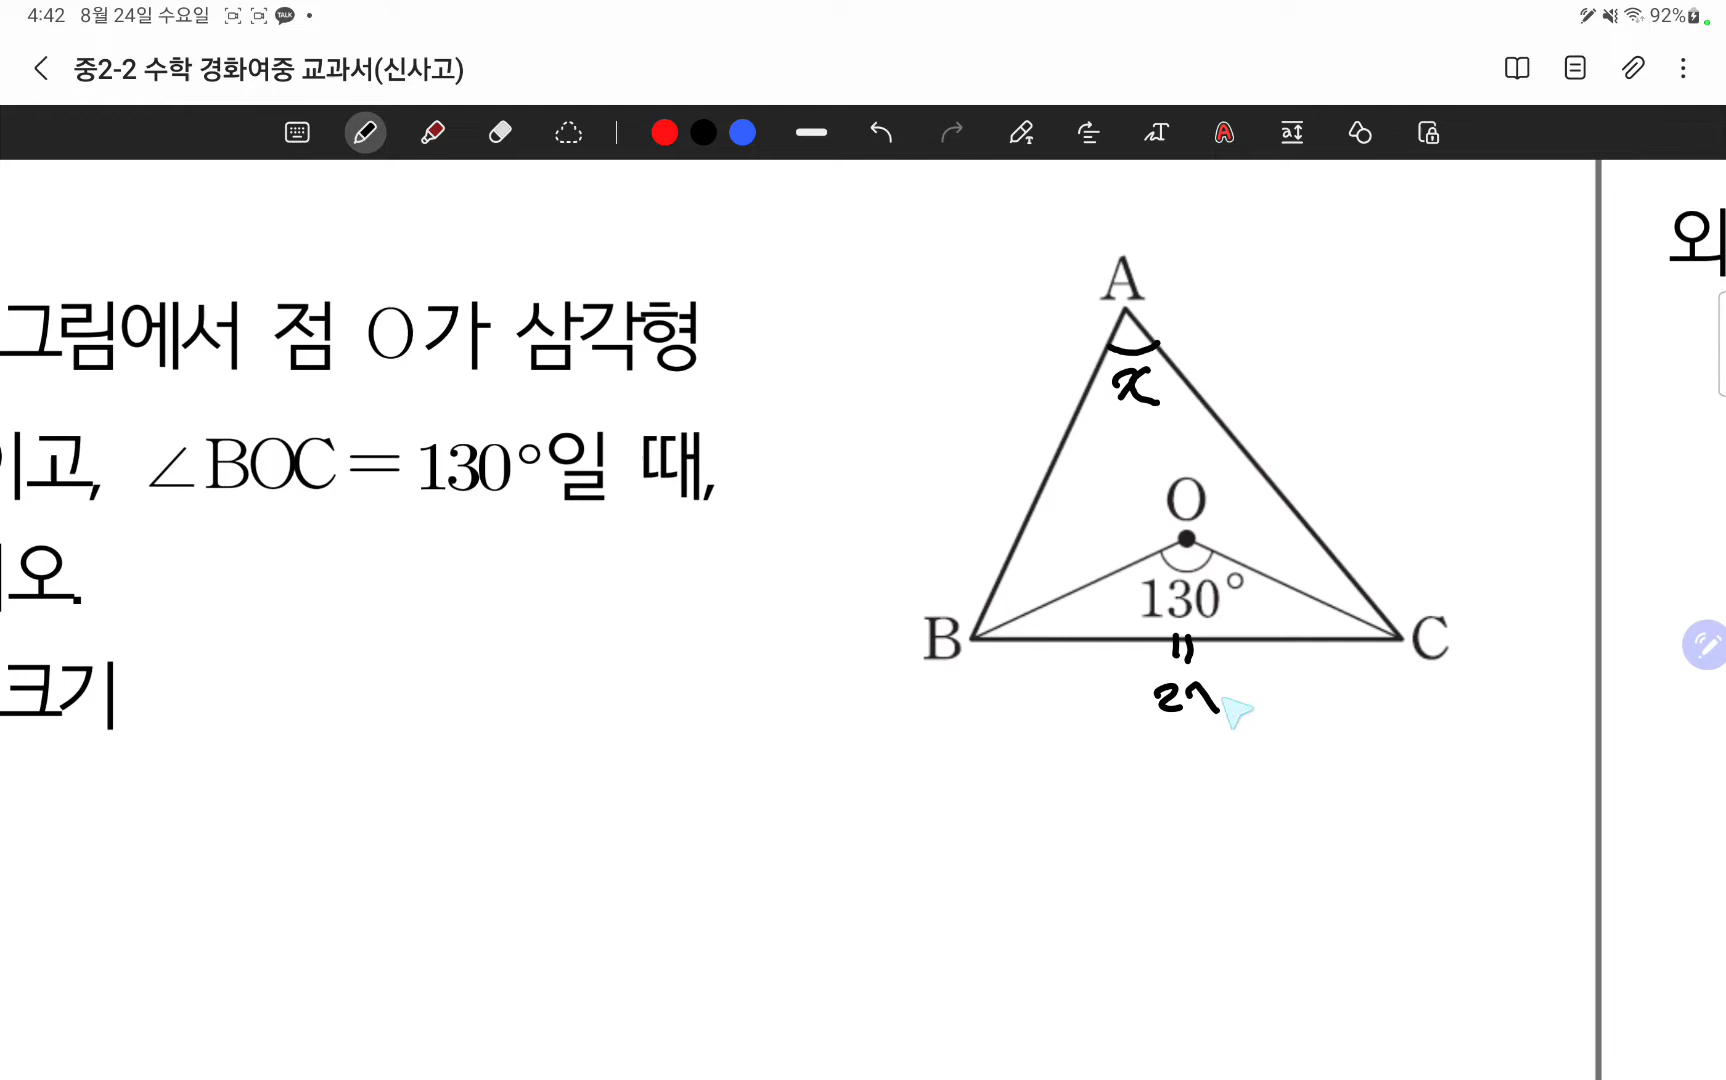 4:42 8월 24일 수요일
TALK
92%
중2-2 수학 경화여중 교과서(신사고)
그림에서 점 O가 삼각형
이고, ∠BOC=130°일 때,
오.
크기
A
x
O
130°
B
C
외